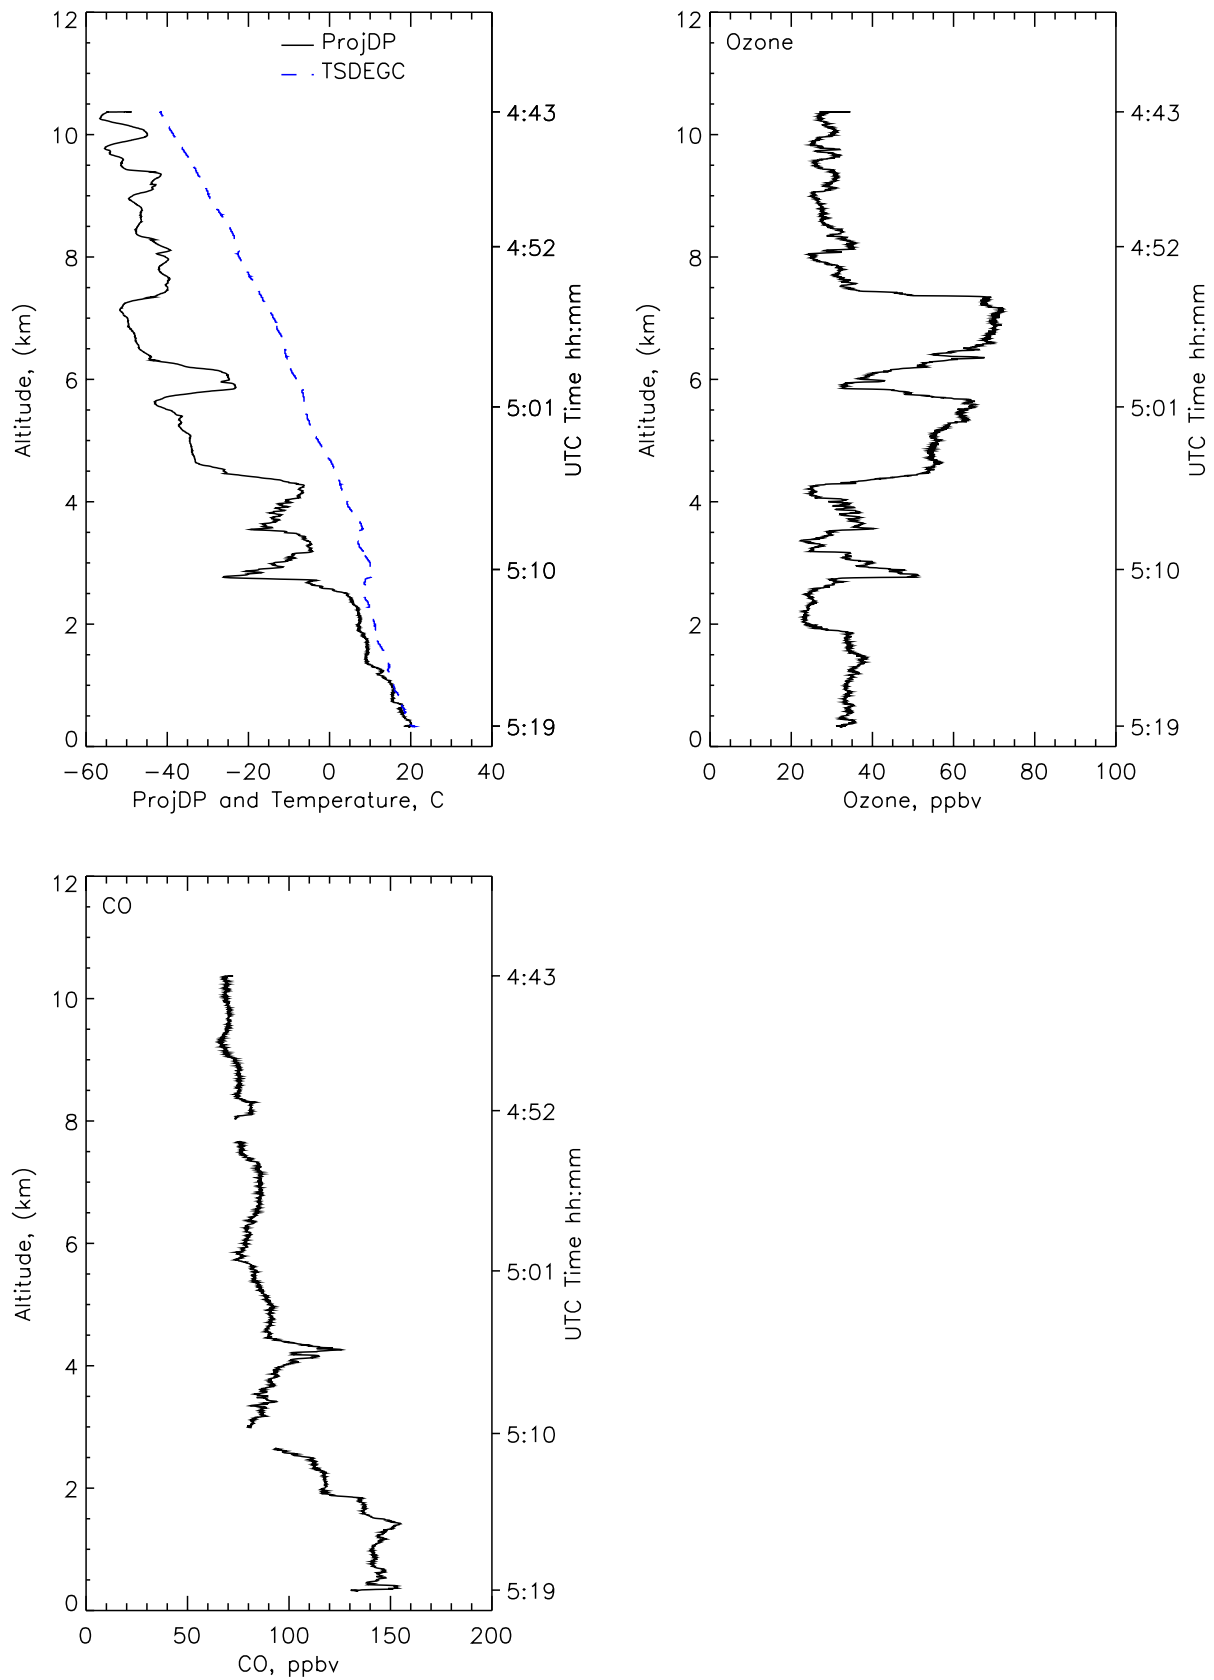 12
10
8
6
4
2
0
Altitude, (km)
ProjDP
TSDEGC
4:43
4:52
5:01
5:10
5:19
UTC Time hh:mm
−60 −40 −20 0 20 40
ProjDP and Temperature, C
12
10
8
6
4
2
0
Altitude, (km)
Ozone
4:43
4:52
5:01
5:10
5:19
UTC Time hh:mm
0 20 40 60 80 100
Ozone, ppbv
12
10
8
6
4
2
0
Altitude, (km)
CO
4:43
4:52
5:01
5:10
5:19
UTC Time hh:mm
0 50 100 150 200
CO, ppbv